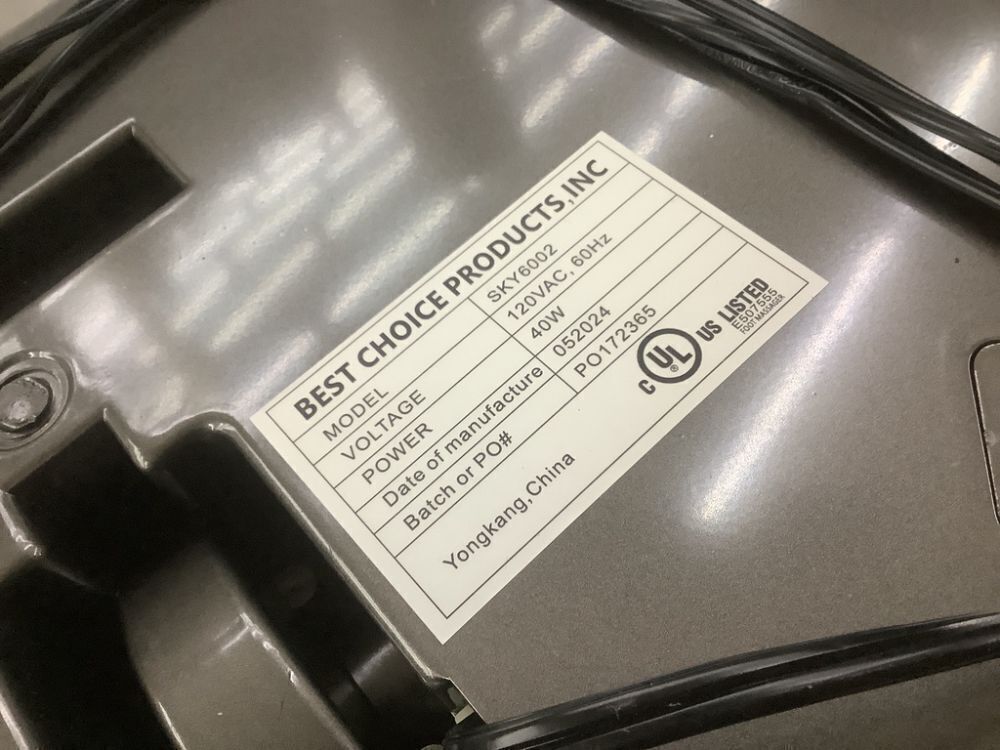 BEST CHOICE PRODUCTS,INC
MODEL SKY6002
VOLTAGE 120VAC, 60Hz
POWER 40W
Date of manufacture 052024
Batch or PO# PO172365
Yongkang,China
C UL ® US LISTED
E507555
FOOT MASSAGER